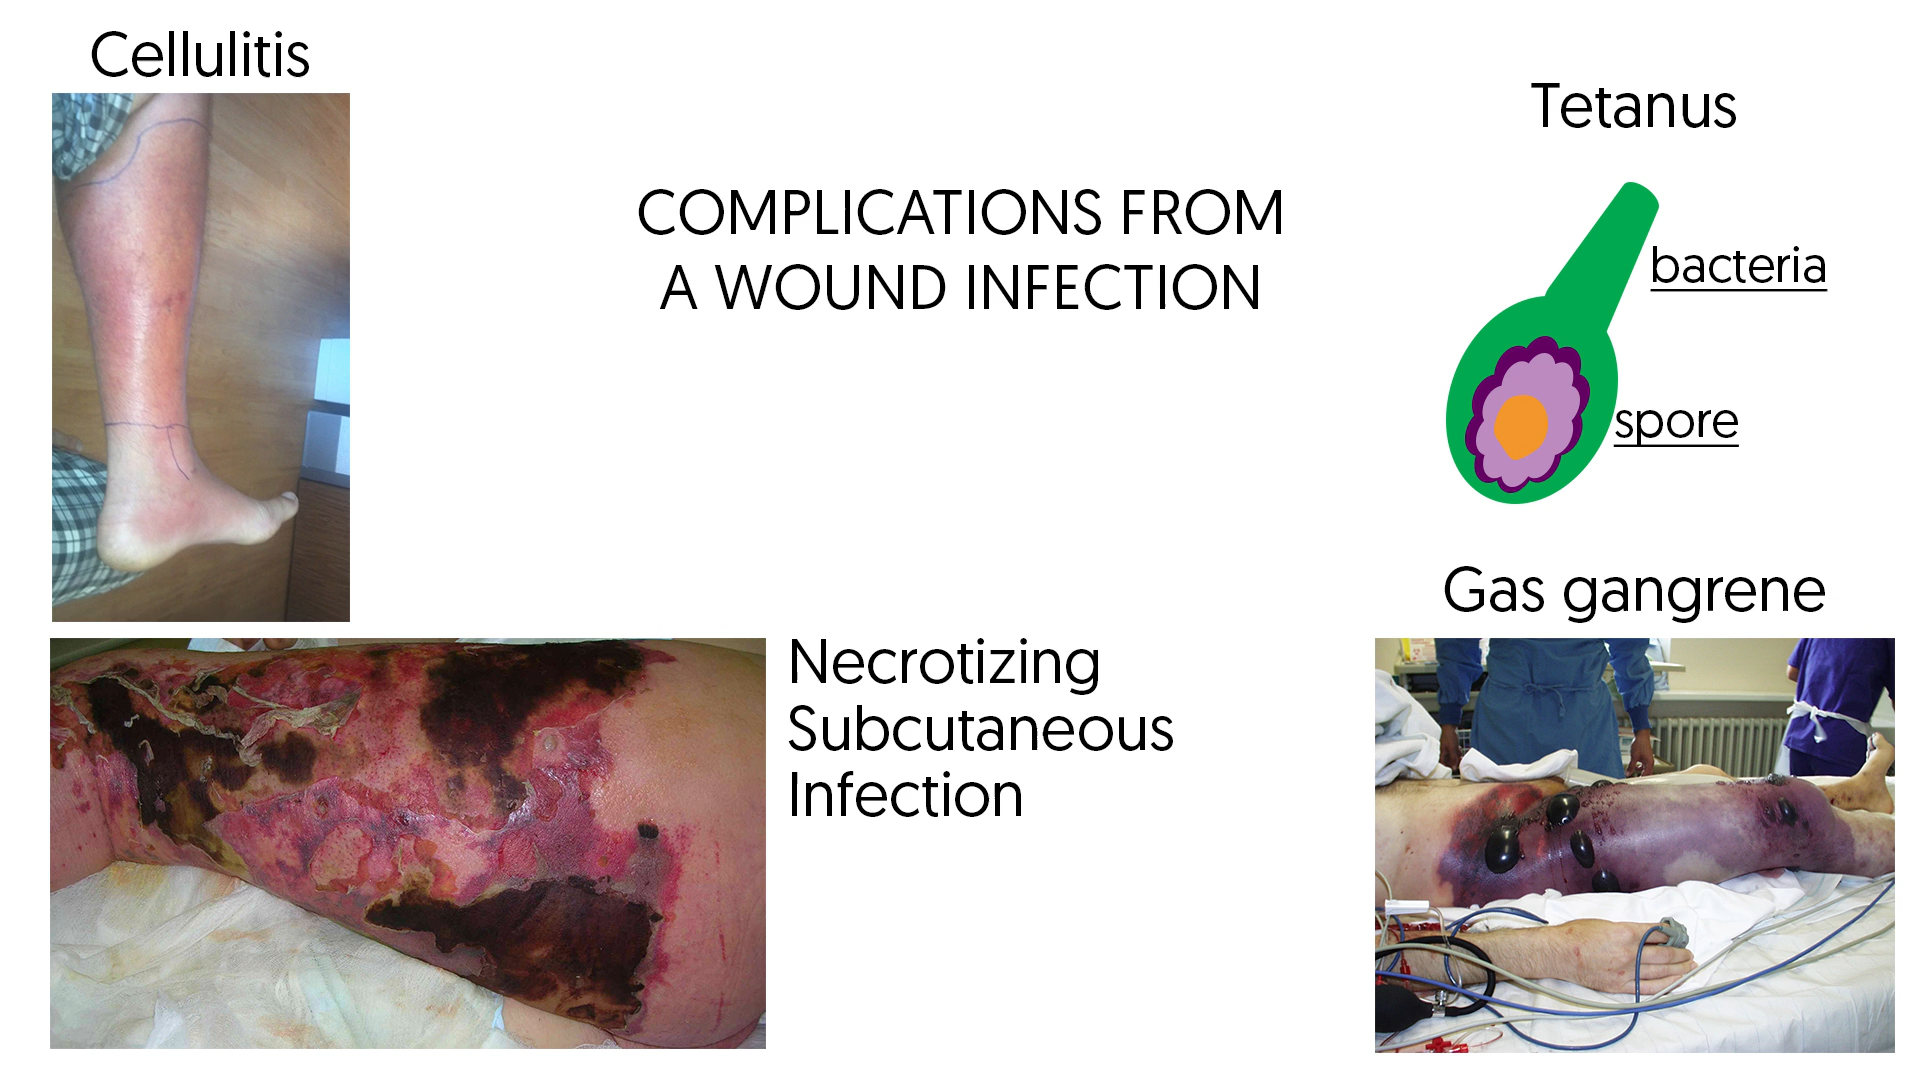 Cellulitis
COMPLICATIONS FROM
A WOUND INFECTION
Tetanus
bacteria
spore
Necrotizing
Subcutaneous
Infection
Gas gangrene